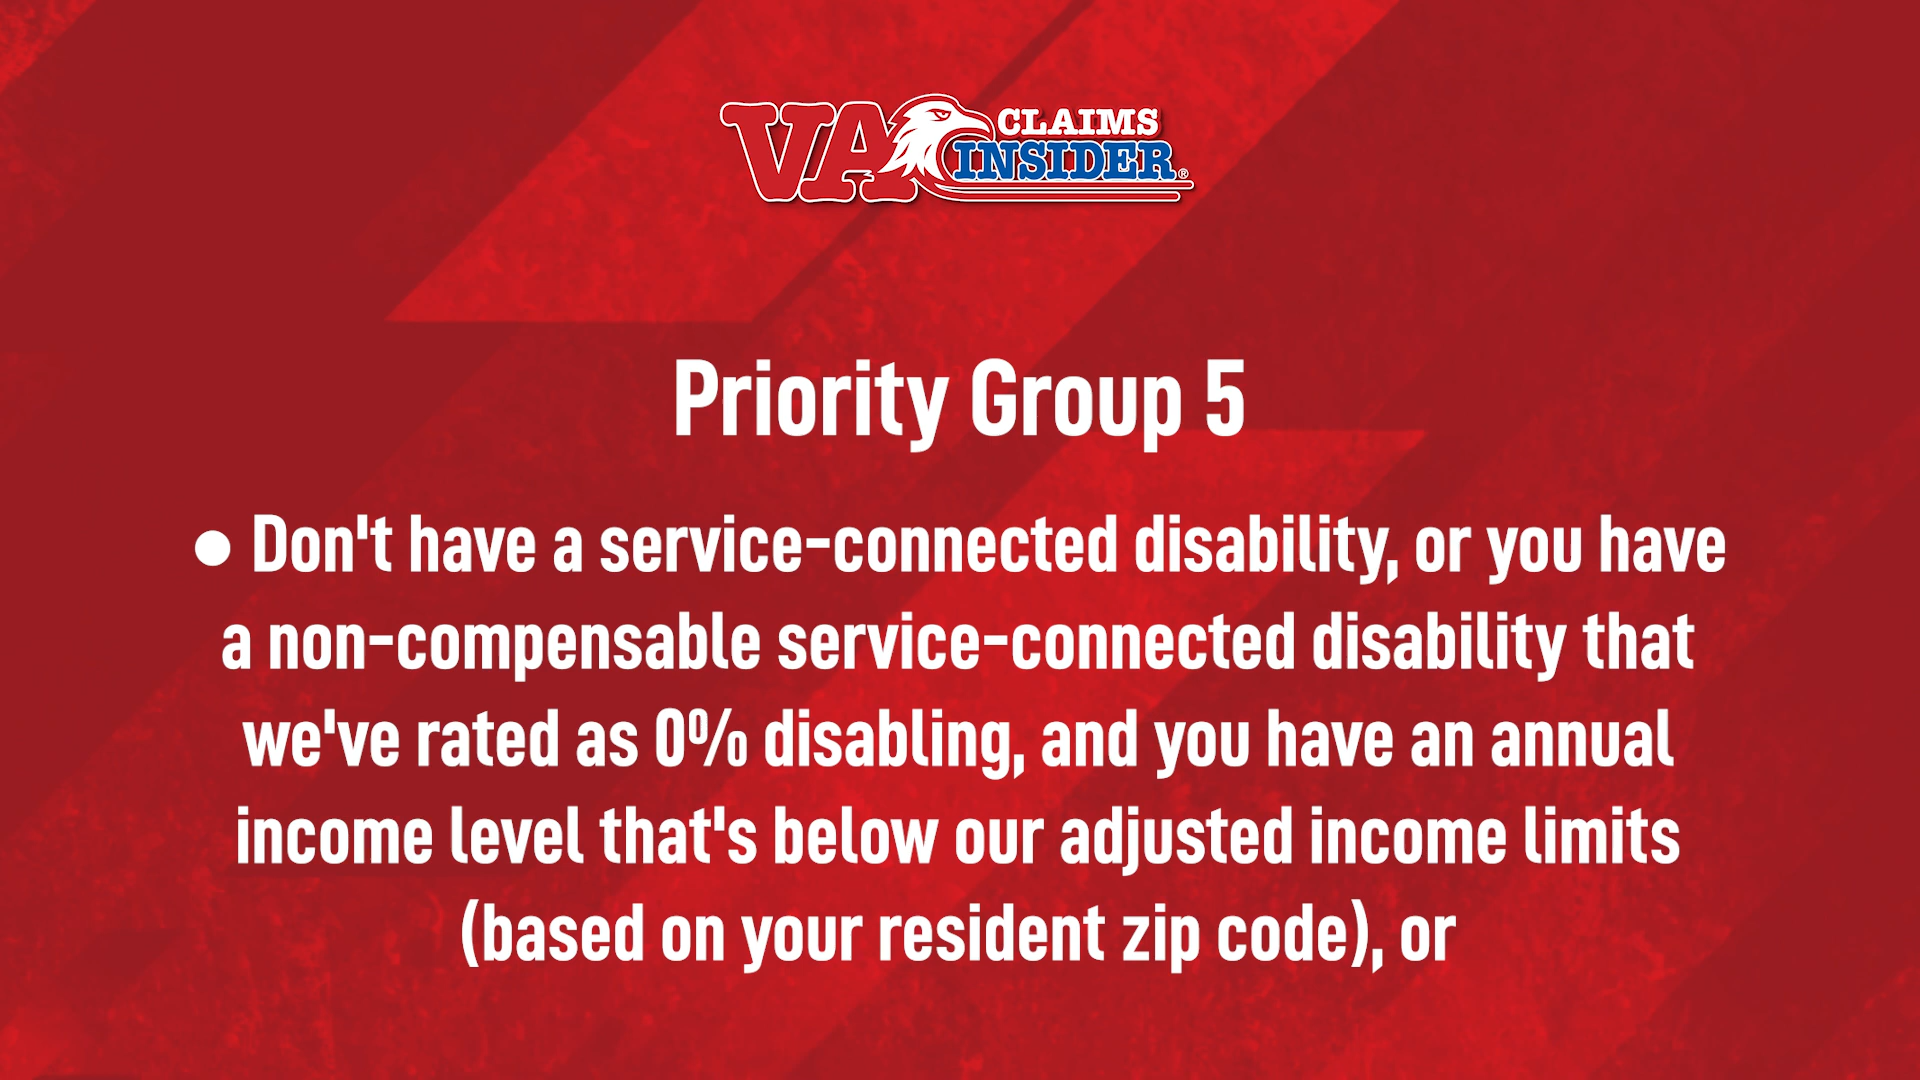 VA CLAIMS
INSIDER®
Priority Group 5
• Don't have a service-connected disability, or you have
a non-compensable service-connected disability that
we've rated as 0% disabling, and you have an annual
income level that's below our adjusted income limits
(based on your resident zip code), or